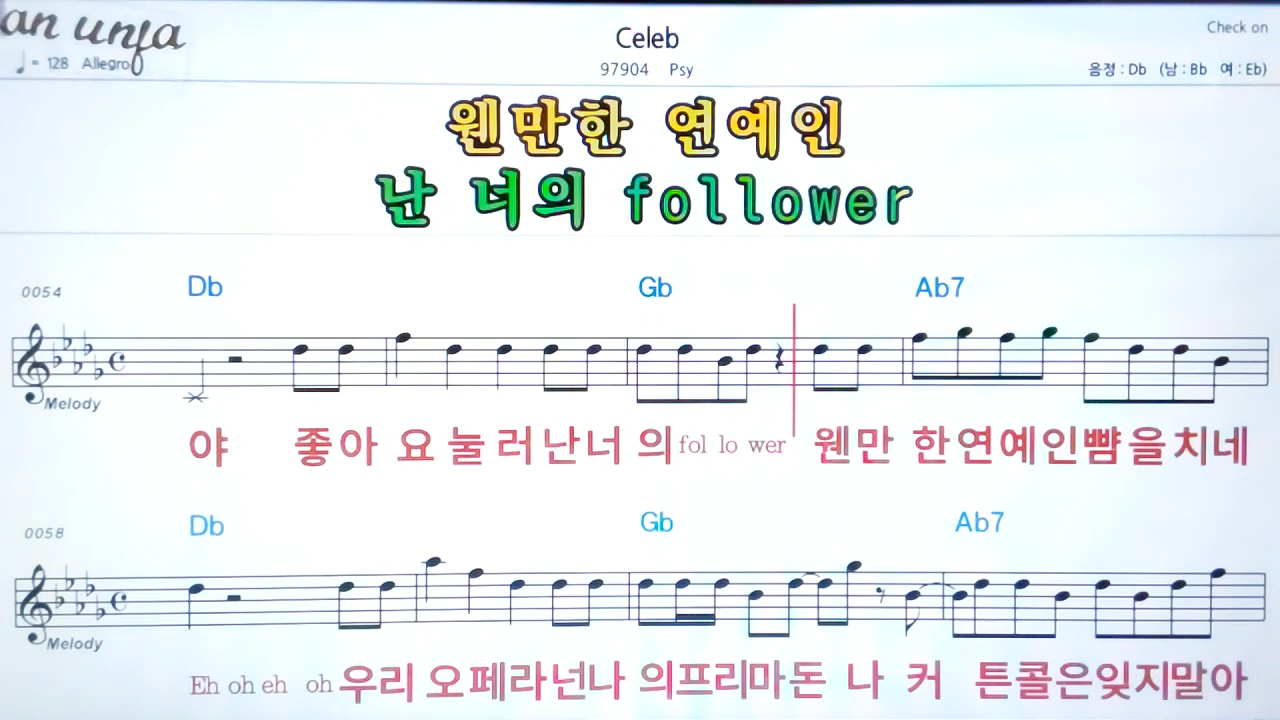 an unfa
Celeb
Check on
♩= 128 Allegro
97904 Psy
음정 : Db (남 : Bb 여 : Eb)
웬만한 연예인
난 너의 follower
0054 Db Gb Ab7
Melody
야 좋아 요 눌 러 난너 의 fol lo wer 웬만 한연예인뺨을치네
0058 Db Gb Ab7
Melody
Eh oh eh oh 우리 오페라넌나 의프리마돈 나 커 튼콜은잊지말아